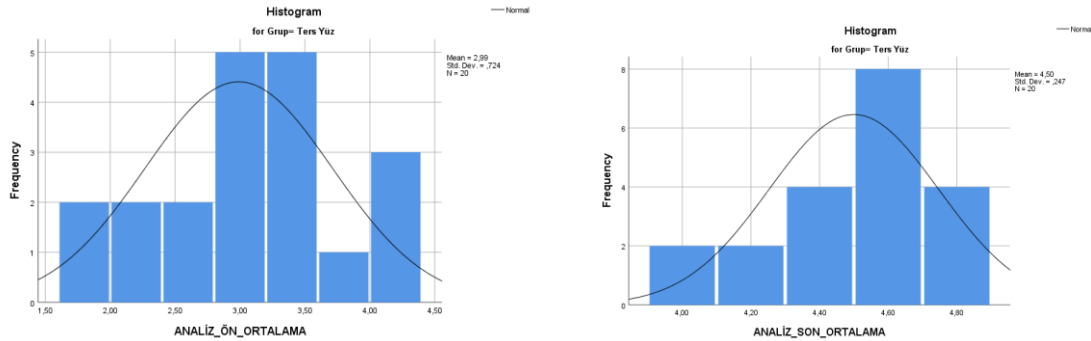 Histogram
for Grup= Ters Yüz
Normal
Mean = 2,99
Std. Dev. = ,724
N = 20
Frequency
5
4
3
2
1
0
1,50 2,00 2,50 3,00 3,50 4,00 4,50
ANALİZ_ÖN_ORTALAMA
Histogram
for Grup= Ters Yüz
Norma
Mean = 4,50
Std. Dev. = ,247
N = 20
Frequency
8
6
4
2
0
4,00 4,20 4,40 4,60 4,80
ANALİZ_SON_ORTALAMA